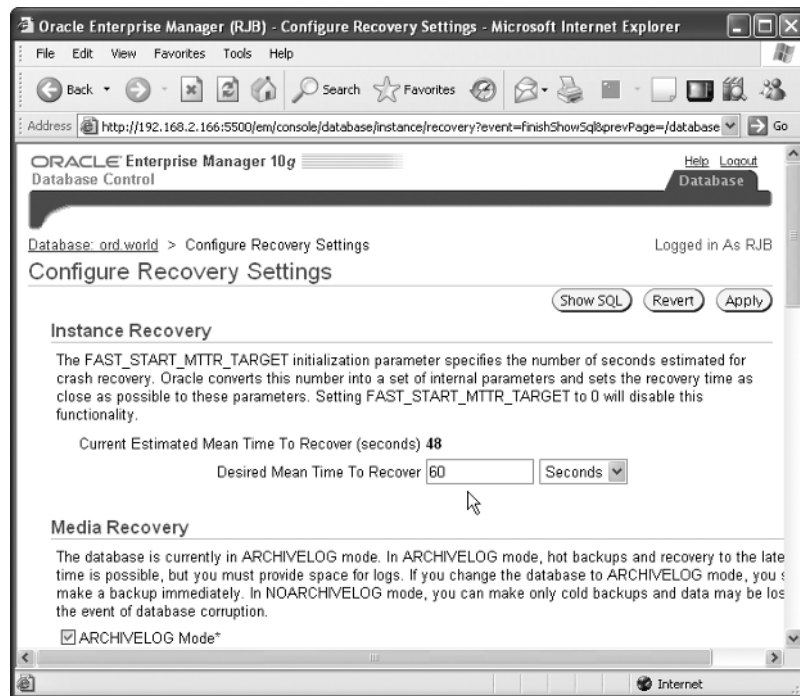 Oracle Enterprise Manager (RJB) - Configure Recovery Settings - Microsoft Internet Explorer
File Edit View Favorites Tools Help
Back Search Favorites
Address http://192.168.2.166:5500/em/console/database/instance/recovery?event=finishShowSql&prevPage=/database Go
ORACLE Enterprise Manager 10g
Database Control
Help Logout
Database
Database: ord.world > Configure Recovery Settings
Logged in As RJB
Configure Recovery Settings
Show SQL Revert Apply
Instance Recovery
The FAST_START_MTTR_TARGET initialization parameter specifies the number of seconds estimated for
crash recovery. Oracle converts this number into a set of internal parameters and sets the recovery time as
close as possible to these parameters. Setting FAST_START_MTTR_TARGET to 0 will disable this
functionality.
Current Estimated Mean Time To Recover (seconds) 48
Desired Mean Time To Recover 60 Seconds
Media Recovery
The database is currently in ARCHIVELOG mode. In ARCHIVELOG mode, hot backups and recovery to the late
time is possible, but you must provide space for logs. If you change the database to ARCHIVELOG mode, you s
make a backup immediately. In NOARCHIVELOG mode, you can make only cold backups and data may be los
the event of database corruption.
ARCHIVELOG Mode*
Internet